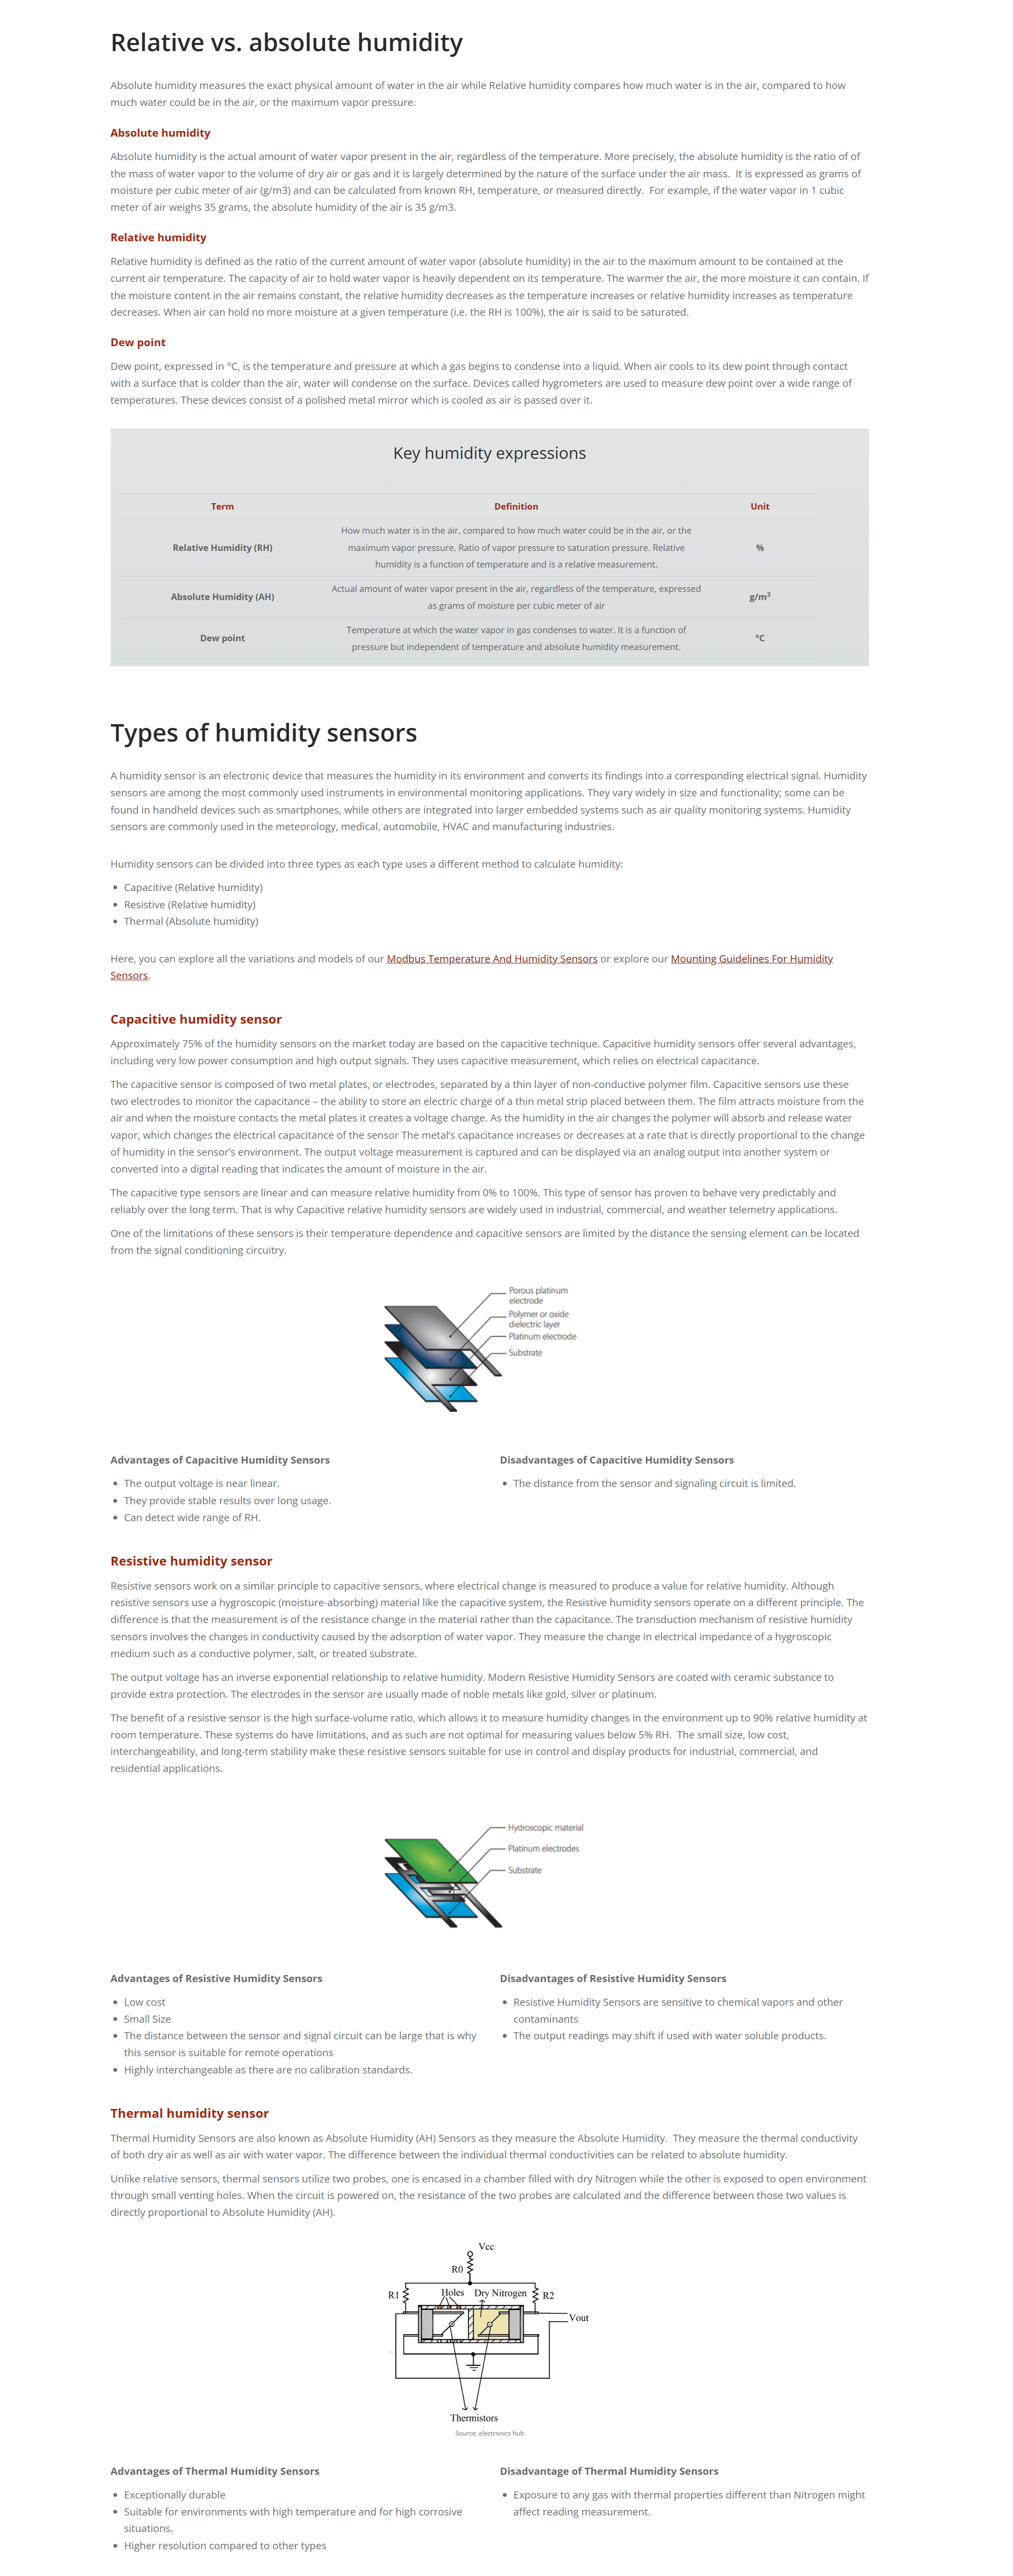 Relative vs. absolute humidity
Absolute humidity measures the exact physical amount of water in the air while Relative humidity compares how much water is in the air, compared to how
much water could be in the air, or the maximum vapor pressure.
Absolute humidity
Absolute humidity is the actual amount of water vapor present in the air, regardless of the temperature. More precisely, the absolute humidity is the ratio of of
the mass of water vapor to the volume of dry air or gas and it is largely determined by the nature of the surface under the air mass.  It is expressed as grams of
moisture per cubic meter of air (g/m3) and can be calculated from known RH, temperature, or measured directly.  For example, if the water vapor in 1 cubic
meter of air weighs 35 grams, the absolute humidity of the air is 35 g/m3.
Relative humidity
Relative humidity is defined as the ratio of the current amount of water vapor (absolute humidity) in the air to the maximum amount to be contained at the
current air temperature. The capacity of air to hold water vapor is heavily dependent on its temperature. The warmer the air, the more moisture it can contain. If
the moisture content in the air remains constant, the relative humidity decreases as the temperature increases or relative humidity increases as temperature
decreases. When air can hold no more moisture at a given temperature (i.e. the RH is 100%), the air is said to be saturated.
Dew point
Dew point, expressed in °C, is the temperature and pressure at which a gas begins to condense into a liquid. When air cools to its dew point through contact
with a surface that is colder than the air, water will condense on the surface. Devices called hygrometers are used to measure dew point over a wide range of
temperatures. These devices consist of a polished metal mirror which is cooled as air is passed over it.
Key humidity expressions
Term Definition Unit
How much water is in the air, compared to how much water could be in the air, or the
Relative Humidity (RH) maximum vapor pressure. Ratio of vapor pressure to saturation pressure. Relative %
humidity is a function of temperature and is a relative measurement.
Absolute Humidity (AH) Actual amount of water vapor present in the air, regardless of the temperature, expressed g/m³
as grams of moisture per cubic meter of air
Dew point Temperature at which the water vapor in gas condenses to water. It is a function of °C
pressure but independent of temperature and absolute humidity measurement.
Types of humidity sensors
A humidity sensor is an electronic device that measures the humidity in its environment and converts its findings into a corresponding electrical signal. Humidity
sensors are among the most commonly used instruments in environmental monitoring applications. They vary widely in size and functionality; some can be
found in handheld devices such as smartphones, while others are integrated into larger embedded systems such as air quality monitoring systems. Humidity
sensors are commonly used in the meteorology, medical, automobile, HVAC and manufacturing industries.
Humidity sensors can be divided into three types as each type uses a different method to calculate humidity:
• Capacitive (Relative humidity)
• Resistive (Relative humidity)
• Thermal (Absolute humidity)
Here, you can explore all the variations and models of our Modbus Temperature And Humidity Sensors or explore our Mounting Guidelines For Humidity
Sensors.
Capacitive humidity sensor
Approximately 75% of the humidity sensors on the market today are based on the capacitive technique. Capacitive humidity sensors offer several advantages,
including very low power consumption and high output signals. They uses capacitive measurement, which relies on electrical capacitance.
The capacitive sensor is composed of two metal plates, or electrodes, separated by a thin layer of non-conductive polymer film. Capacitive sensors use these
two electrodes to monitor the capacitance – the ability to store an electric charge of a thin metal strip placed between them. The film attracts moisture from the
air and when the moisture contacts the metal plates it creates a voltage change. As the humidity in the air changes the polymer will absorb and release water
vapor, which changes the electrical capacitance of the sensor The metal's capacitance increases or decreases at a rate that is directly proportional to the change
of humidity in the sensor's environment. The output voltage measurement is captured and can be displayed via an analog output into another system or
converted into a digital reading that indicates the amount of moisture in the air.
The capacitive type sensors are linear and can measure relative humidity from 0% to 100%. This type of sensor has proven to behave very predictably and
reliably over the long term. That is why Capacitive relative humidity sensors are widely used in industrial, commercial, and weather telemetry applications.
One of the limitations of these sensors is their temperature dependence and capacitive sensors are limited by the distance the sensing element can be located
from the signal conditioning circuitry.
Porous platinum
electrode
Polymer or oxide
dielectric layer
Platinum electrode
Substrate
Advantages of Capacitive Humidity Sensors
• The output voltage is near linear.
• They provide stable results over long usage.
• Can detect wide range of RH.
Disadvantages of Capacitive Humidity Sensors
• The distance from the sensor and signaling circuit is limited.
Resistive humidity sensor
Resistive sensors work on a similar principle to capacitive sensors, where electrical change is measured to produce a value for relative humidity. Although
resistive sensors use a hygroscopic (moisture-absorbing) material like the capacitive system, the Resistive humidity sensors operate on a different principle. The
difference is that the measurement is of the resistance change in the material rather than the capacitance. The transduction mechanism of resistive humidity
sensors involves the changes in conductivity caused by the adsorption of water vapor. They measure the change in electrical impedance of a hygroscopic
medium such as a conductive polymer, salt, or treated substrate.
The output voltage has an inverse exponential relationship to relative humidity. Modern Resistive Humidity Sensors are coated with ceramic substance to
provide extra protection. The electrodes in the sensor are usually made of noble metals like gold, silver or platinum.
The benefit of a resistive sensor is the high surface-volume ratio, which allows it to measure humidity changes in the environment up to 90% relative humidity at
room temperature. These systems do have limitations, and as such are not optimal for measuring values below 5% RH.  The small size, low cost,
interchangeability, and long-term stability make these resistive sensors suitable for use in control and display products for industrial, commercial, and
residential applications.
Hydroscopic material
Platinum electrodes
Substrate
Advantages of Resistive Humidity Sensors
• Low cost
• Small Size
• The distance between the sensor and signal circuit can be large that is why
this sensor is suitable for remote operations
• Highly interchangeable as there are no calibration standards.
Disadvantages of Resistive Humidity Sensors
• Resistive Humidity Sensors are sensitive to chemical vapors and other
contaminants
• The output readings may shift if used with water soluble products.
Thermal humidity sensor
Thermal Humidity Sensors are also known as Absolute Humidity (AH) Sensors as they measure the Absolute Humidity.  They measure the thermal conductivity
of both dry air as well as air with water vapor. The difference between the individual thermal conductivities can be related to absolute humidity.
Unlike relative sensors, thermal sensors utilize two probes, one is encased in a chamber filled with dry Nitrogen while the other is exposed to open environment
through small venting holes. When the circuit is powered on, the resistance of the two probes are calculated and the difference between those two values is
directly proportional to Absolute Humidity (AH).
Vcc
R0
R1 Holes Dry Nitrogen R2
Vout
Thermistors
Source: electronics hub
Advantages of Thermal Humidity Sensors
• Exceptionally durable
• Suitable for environments with high temperature and for high corrosive
situations.
• Higher resolution compared to other types
Disadvantage of Thermal Humidity Sensors
• Exposure to any gas with thermal properties different than Nitrogen might
affect reading measurement.